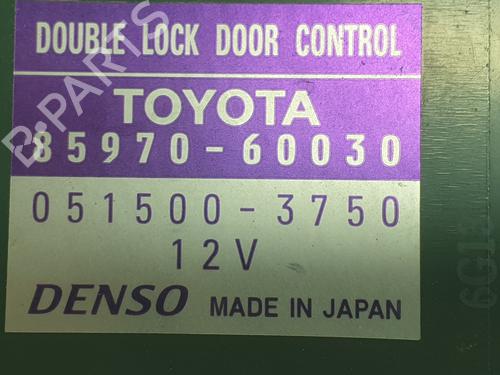 DOUBLE LOCK DOOR CONTROL
TOYOTA
85970-60030
051500-3750
12V
DENSO MADE IN JAPAN
B-PARTS